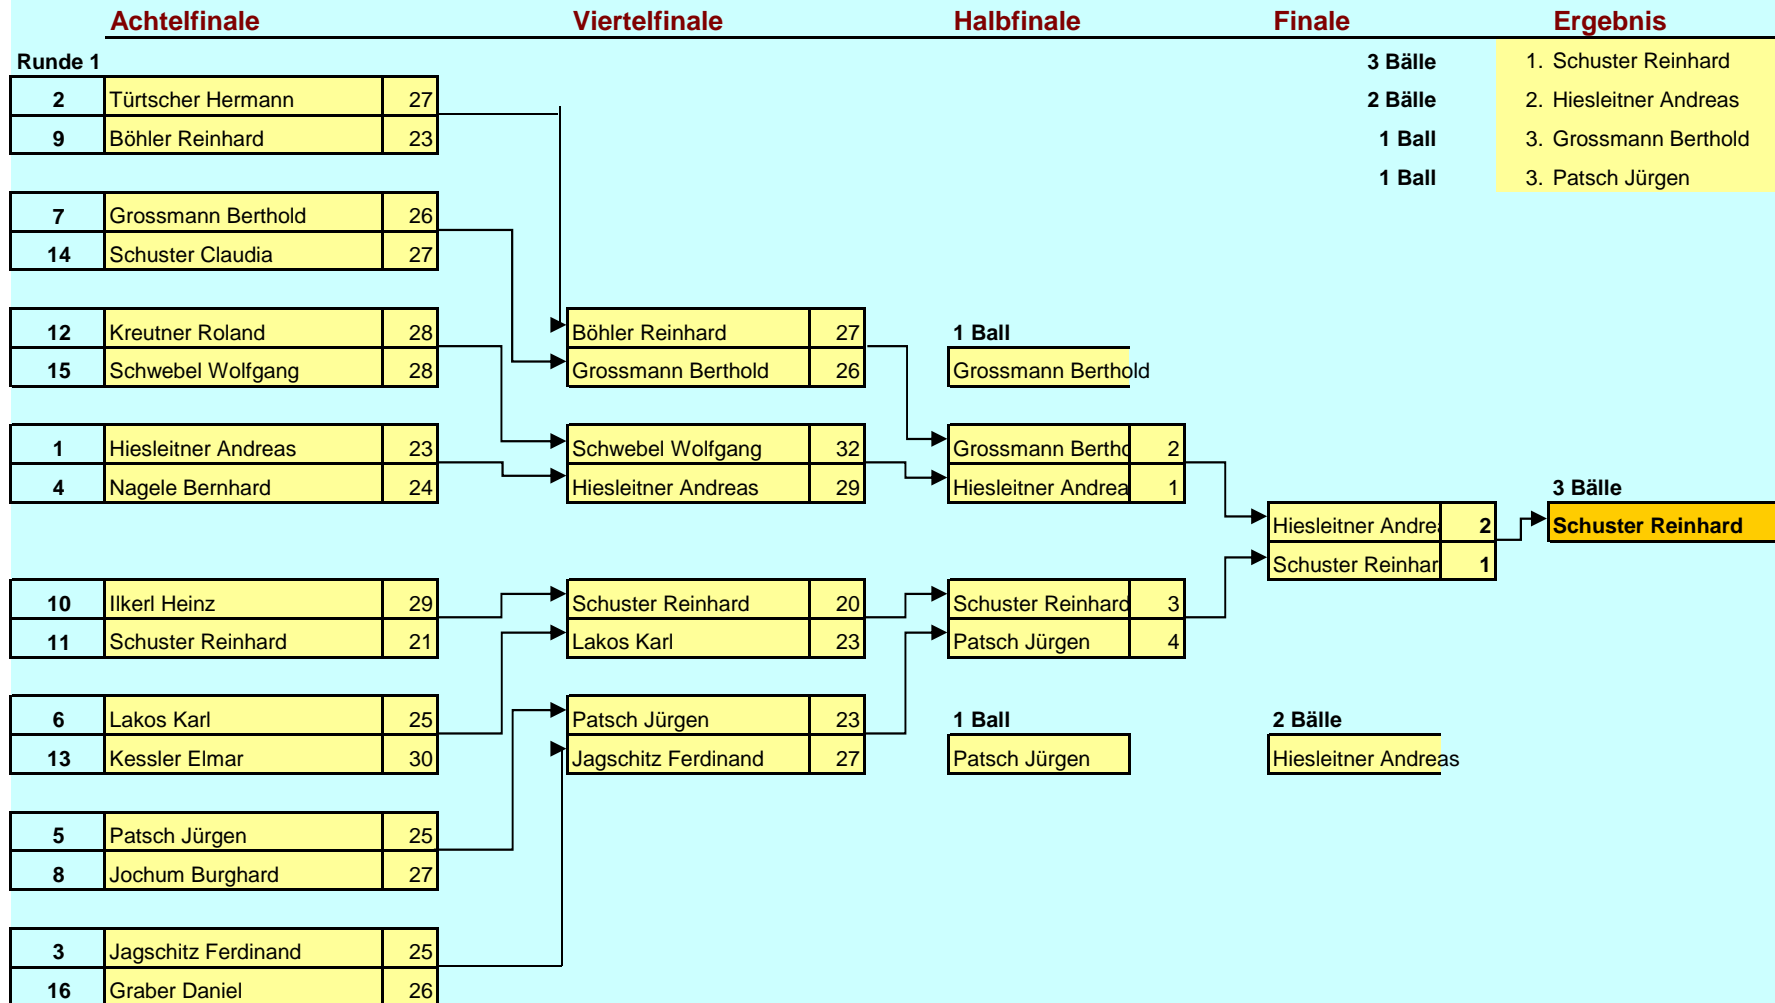 Achtelfinale Viertelfinale Halbfinale Finale Ergebnis
Runde 1 3 Bälle 1. Schuster Reinhard
2 Türtscher Hermann 27 2 Bälle 2. Hiesleitner Andreas
9 Böhler Reinhard 23 1 Ball 3. Grossmann Berthold
1 Ball 3. Patsch Jürgen
7 Grossmann Berthold 26
14 Schuster Claudia 27
12 Kreutner Roland 28 Böhler Reinhard 27 1 Ball
15 Schwebel Wolfgang 28 Grossmann Berthold 26 Grossmann Berthold
1 Hiesleitner Andreas 23 Schwebel Wolfgang 32 Grossmann Bertho 2
4 Nagele Bernhard 24 Hiesleitner Andreas 29 Hiesleitner Andrea 1 3 Bälle
Hiesleitner Andrea 2 Schuster Reinhard
Schuster Reinhar 1
10 Ilkerl Heinz 29 Schuster Reinhard 20 Schuster Reinhard 3
11 Schuster Reinhard 21 Lakos Karl 23 Patsch Jürgen 4
6 Lakos Karl 25 Patsch Jürgen 23 1 Ball 2 Bälle
13 Kessler Elmar 30 Jagschitz Ferdinand 27 Patsch Jürgen Hiesleitner Andreas
5 Patsch Jürgen 25
8 Jochum Burghard 27
3 Jagschitz Ferdinand 25
16 Graber Daniel 26